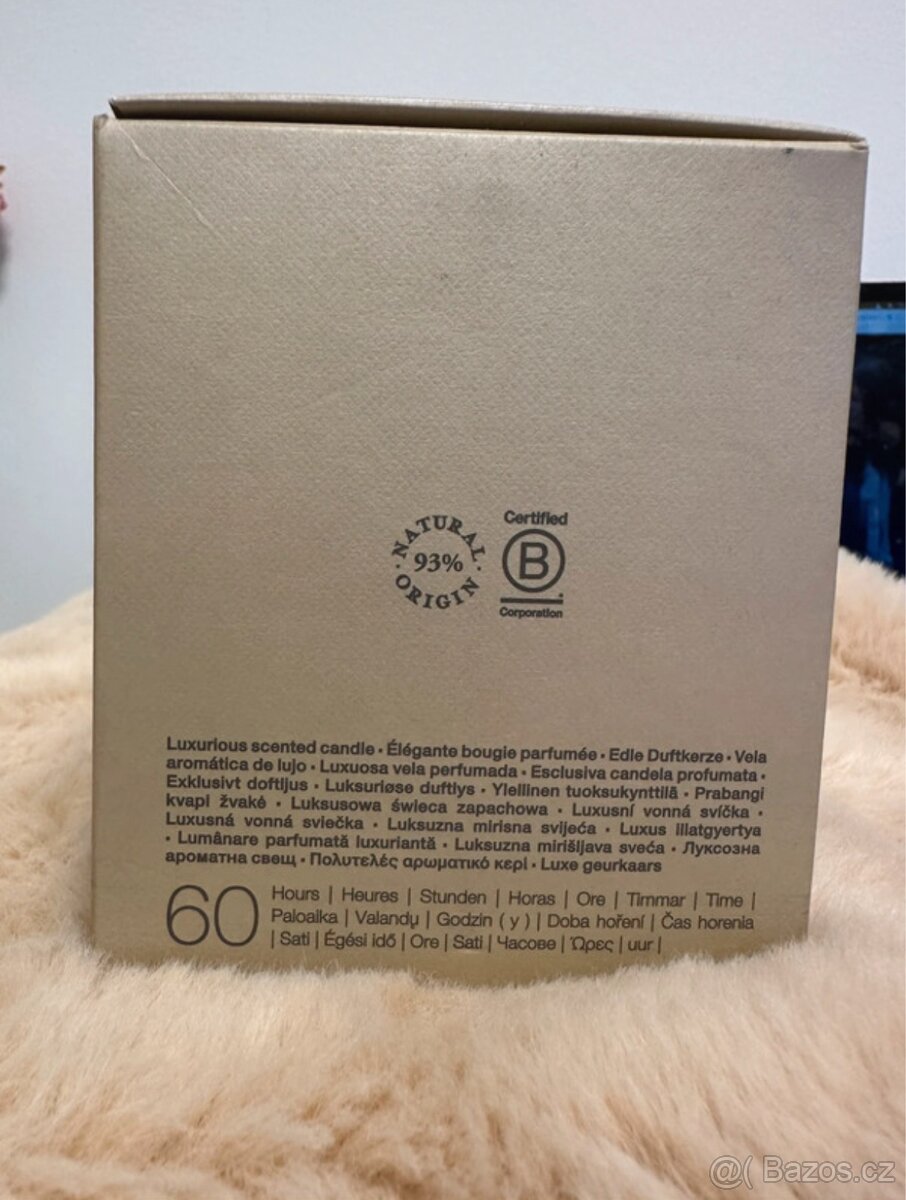 NATURAL
93%
ORIGIN
Certified
B
Corporation
Luxurious scented candle · Élégante bougie parfumée · Edle Duftkerze · Vela
aromática de lujo · Luxuosa vela perfumada · Esclusiva candela profumata ·
Exklusivt doftljus · Luksuriøse duftlys · Ylellinen tuoksukynttilä · Prabangi
kvapi žvakė · Luksusowa świeca zapachowa · Luxusní vonná svíčka ·
Luxusná vonná sviečka · Luksuzna mirisna svijeća · Luxus illatgyertya
· Lumânare parfumată luxuriantă · Luksuzna mirišljava sveća · Луксозна
ароматна свещ · Πολυτελές αρωματικό κερί · Luxe geurkaars
60 Hours | Heures | Stunden | Horas | Ore | Timmar | Time |
Paloaika | Valandų | Godzin ( y ) | Doba hoření | Čas horenia
| Sati | Égési idő | Ore | Sati | Часове | Ώρες | uur |
@( Bazos.cz